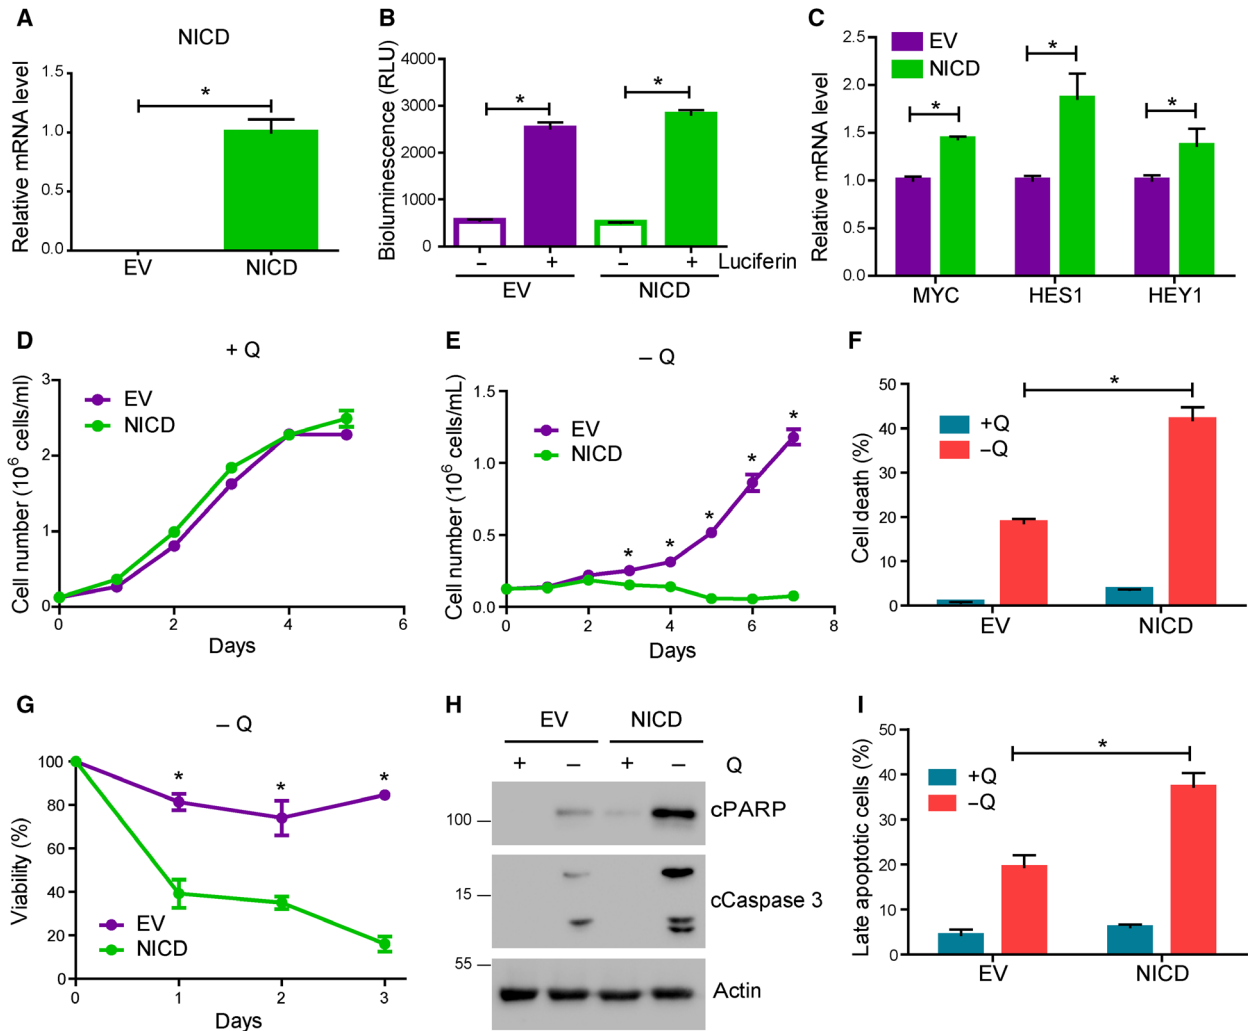 A
NICD
Relative mRNA level
1.5
1.0
0.5
0.0
*
EV
NICD
B
Bioluminescence (RLU)
4000
3000
2000
1000
0
*
*
–
+
–
+
Luciferin
EV
NICD
C
Relative mRNA level
2.5
2.0
1.5
1.0
0.5
0.0
EV
NICD
*
*
*
MYC
HES1
HEY1
D
+ Q
Cell number (10⁶ cells/ml)
3
2
1
0
EV
NICD
0
2
4
6
Days
E
– Q
Cell number (10⁶ cells/mL)
1.5
1.0
0.5
0.0
EV
NICD
*
*
*
*
*
0
2
4
6
8
Days
F
Cell death (%)
50
40
30
20
10
0
+Q
–Q
*
EV
NICD
G
– Q
Viability (%)
100
80
60
40
20
0
*
*
*
EV
NICD
0
1
2
3
Days
H
EV
NICD
+
–
+
–
Q
100
cPARP
15
cCaspase 3
55
Actin
I
Late apoptotic cells (%)
50
40
30
20
10
0
+Q
–Q
*
EV
NICD